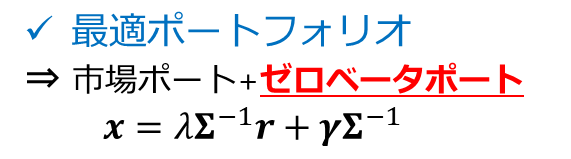 ✓ 最適ポートフォリオ
⇒ 市場ポート+ゼロベータポート
𝒙 = 𝜆𝚺⁻¹𝒓 + 𝜸𝚺⁻¹